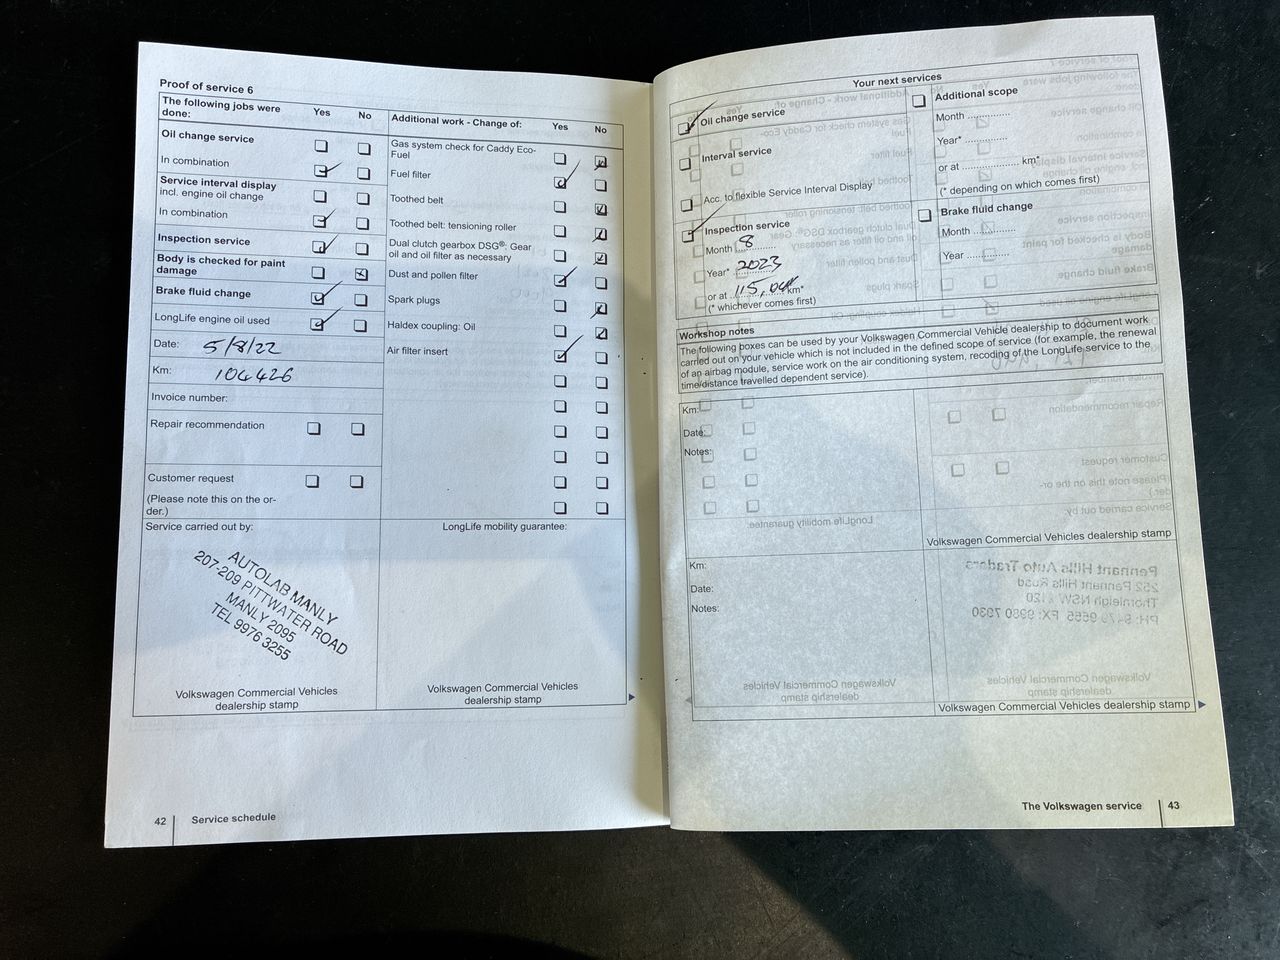 Proof of service 6
The following jobs were done: Yes No
Oil change service
In combination
Service interval display
incl. engine oil change
In combination
Inspection service
Body is checked for paint
damage
Brake fluid change
LongLife engine oil used
Date: 5/8/22
Km: 104426
Invoice number:
Repair recommendation
Customer request
(Please note this on the or-
der.)
Service carried out by:
AUTOLAB MANLY
207-209 PITTWATER ROAD
MANLY 2095
TEL 9976 3255
Volkswagen Commercial Vehicles
dealership stamp
Additional work - Change of: Yes No
Gas system check for Caddy Eco-
Fuel
Fuel filter
Toothed belt
Toothed belt: tensioning roller
Dual clutch gearbox DSG®: Gear
oil and oil filter as necessary
Dust and pollen filter
Spark plugs
Haldex coupling: Oil
Air filter insert
LongLife mobility guarantee:
Volkswagen Commercial Vehicles
dealership stamp
42 Service schedule
Your next services
Oil change service
Interval service
Acc. to flexible Service Interval Display
Inspection service
Month 8
Year* 2023
or at km*
(* whichever comes first)
Additional scope
Month
Year*
or at km*
(* depending on which comes first)
Brake fluid change
Month
Year
Workshop notes
The following boxes can be used by your Volkswagen Commercial Vehicle dealership to document work
carried out on your vehicle which is not included in the defined scope of service (for example, the renewal
of an airbag module, service work on the air conditioning system, recoding of the LongLife service to the
time/distance travelled dependent service).
Km:
Date:
Notes:
Volkswagen Commercial Vehicles dealership stamp
Km:
Date:
Notes:
Volkswagen Commercial Vehicles dealership stamp
The Volkswagen service 43